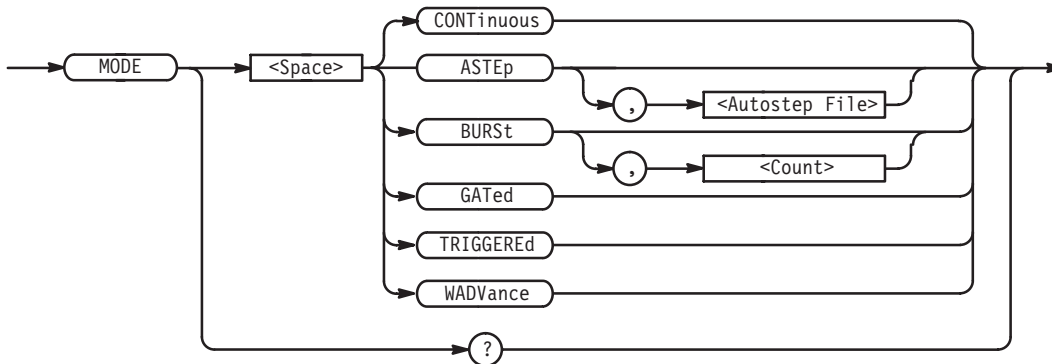 CONTinuous
MODE
<Space>
ASTEp
,
<Autostep File>
BURSt
,
<Count>
GATed
TRIGGEREd
WADVance
?